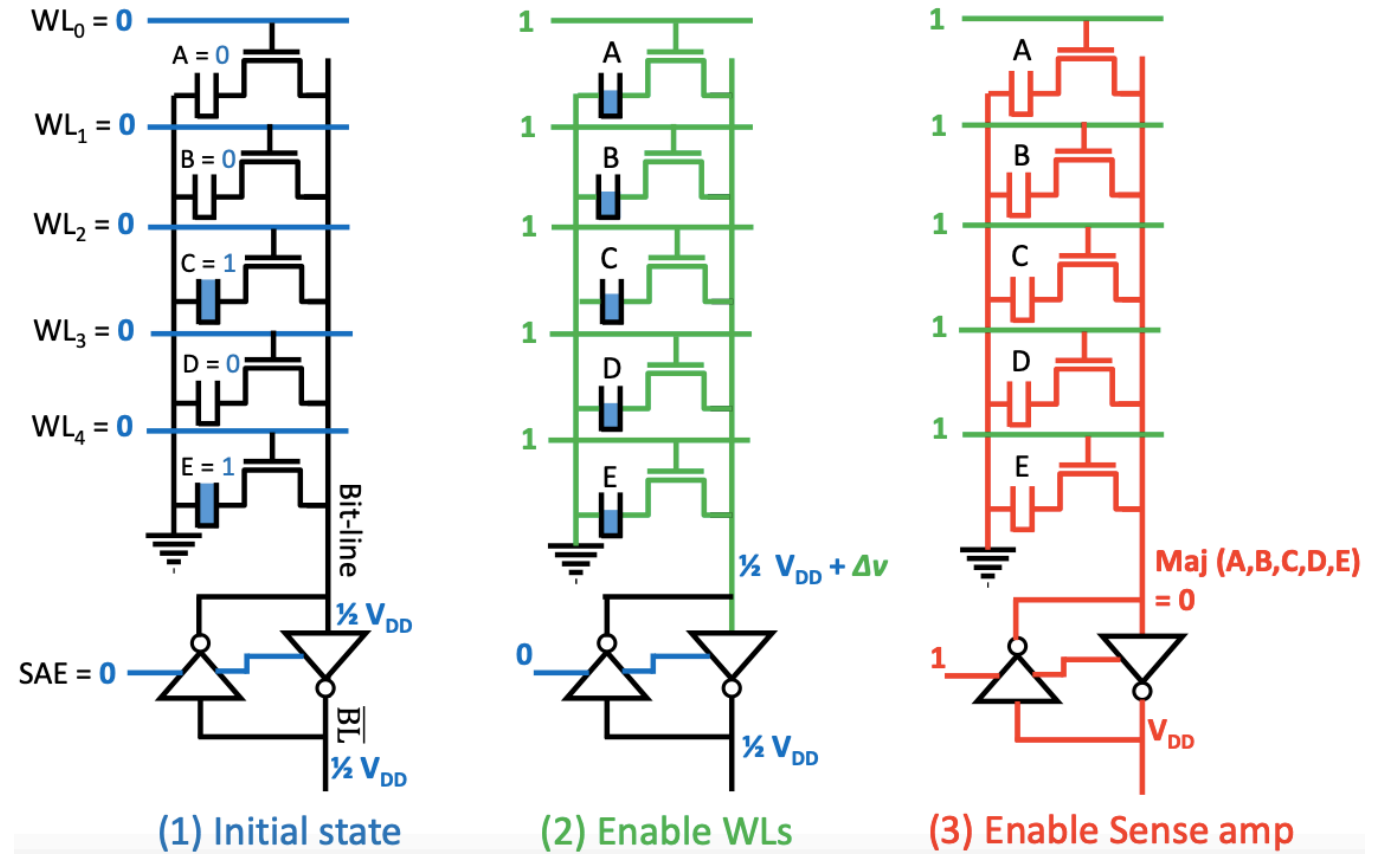 WL0 = 0
A = 0
WL1 = 0
B = 0
WL2 = 0
C = 1
WL3 = 0
D = 0
WL4 = 0
E = 1
Bit-line
½ VDD
SAE = 0
BL
½ VDD
(1) Initial state
1
A
1
B
1
C
1
D
1
E
½ VDD + Δv
0
½ VDD
(2) Enable WLs
1
A
1
B
1
C
1
D
1
E
Maj (A,B,C,D,E)
= 0
1
VDD
(3) Enable Sense amp